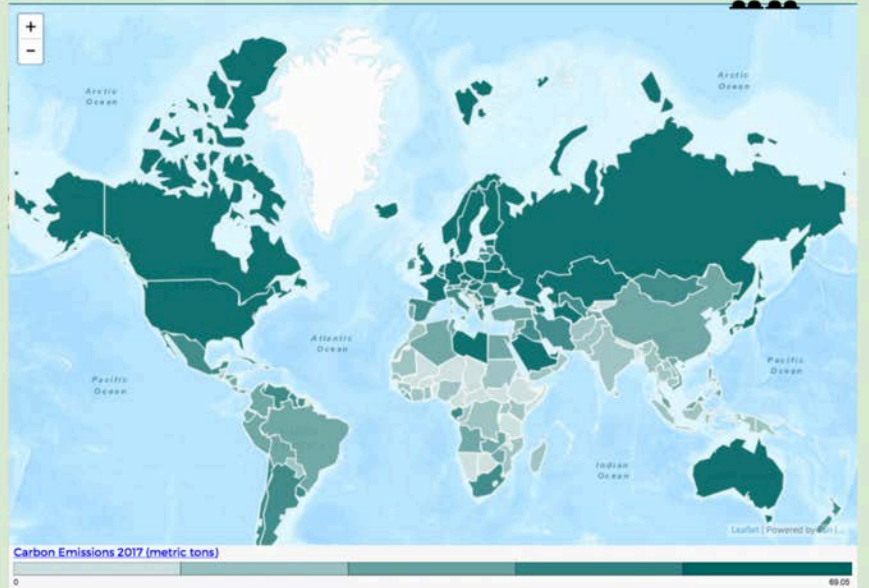 +
−
Arctic
Ocean
Arctic
Ocean
Atlantic
Ocean
Pacific
Ocean
Pacific
Ocean
Indian
Ocean
Leaflet | Powered by
Carbon Emissions 2017 (metric tons)
0
69.05